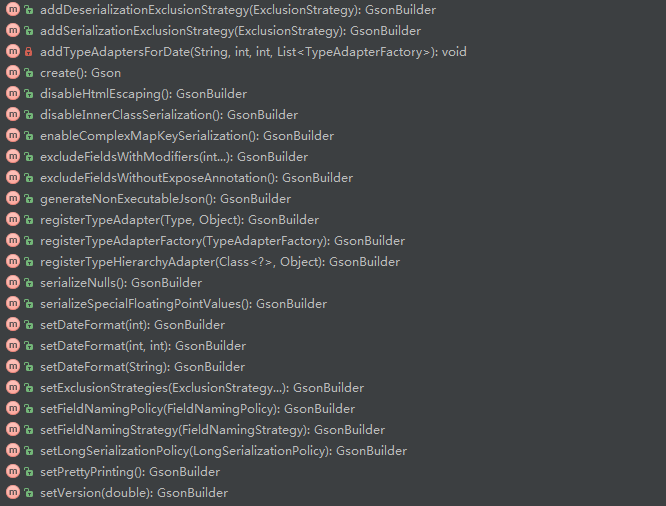 m addDeserializationExclusionStrategy(ExclusionStrategy): GsonBuilder
m addSerializationExclusionStrategy(ExclusionStrategy): GsonBuilder
m addTypeAdaptersForDate(String, int, int, List<TypeAdapterFactory>): void
m create(): Gson
m disableHtmlEscaping(): GsonBuilder
m disableInnerClassSerialization(): GsonBuilder
m enableComplexMapKeySerialization(): GsonBuilder
m excludeFieldsWithModifiers(int...): GsonBuilder
m excludeFieldsWithoutExposeAnnotation(): GsonBuilder
m generateNonExecutableJson(): GsonBuilder
m registerTypeAdapter(Type, Object): GsonBuilder
m registerTypeAdapterFactory(TypeAdapterFactory): GsonBuilder
m registerTypeHierarchyAdapter(Class<?>, Object): GsonBuilder
m serializeNulls(): GsonBuilder
m serializeSpecialFloatingPointValues(): GsonBuilder
m setDateFormat(int): GsonBuilder
m setDateFormat(int, int): GsonBuilder
m setDateFormat(String): GsonBuilder
m setExclusionStrategies(ExclusionStrategy...): GsonBuilder
m setFieldNamingPolicy(FieldNamingPolicy): GsonBuilder
m setFieldNamingStrategy(FieldNamingStrategy): GsonBuilder
m setLongSerializationPolicy(LongSerializationPolicy): GsonBuilder
m setPrettyPrinting(): GsonBuilder
m setVersion(double): GsonBuilder